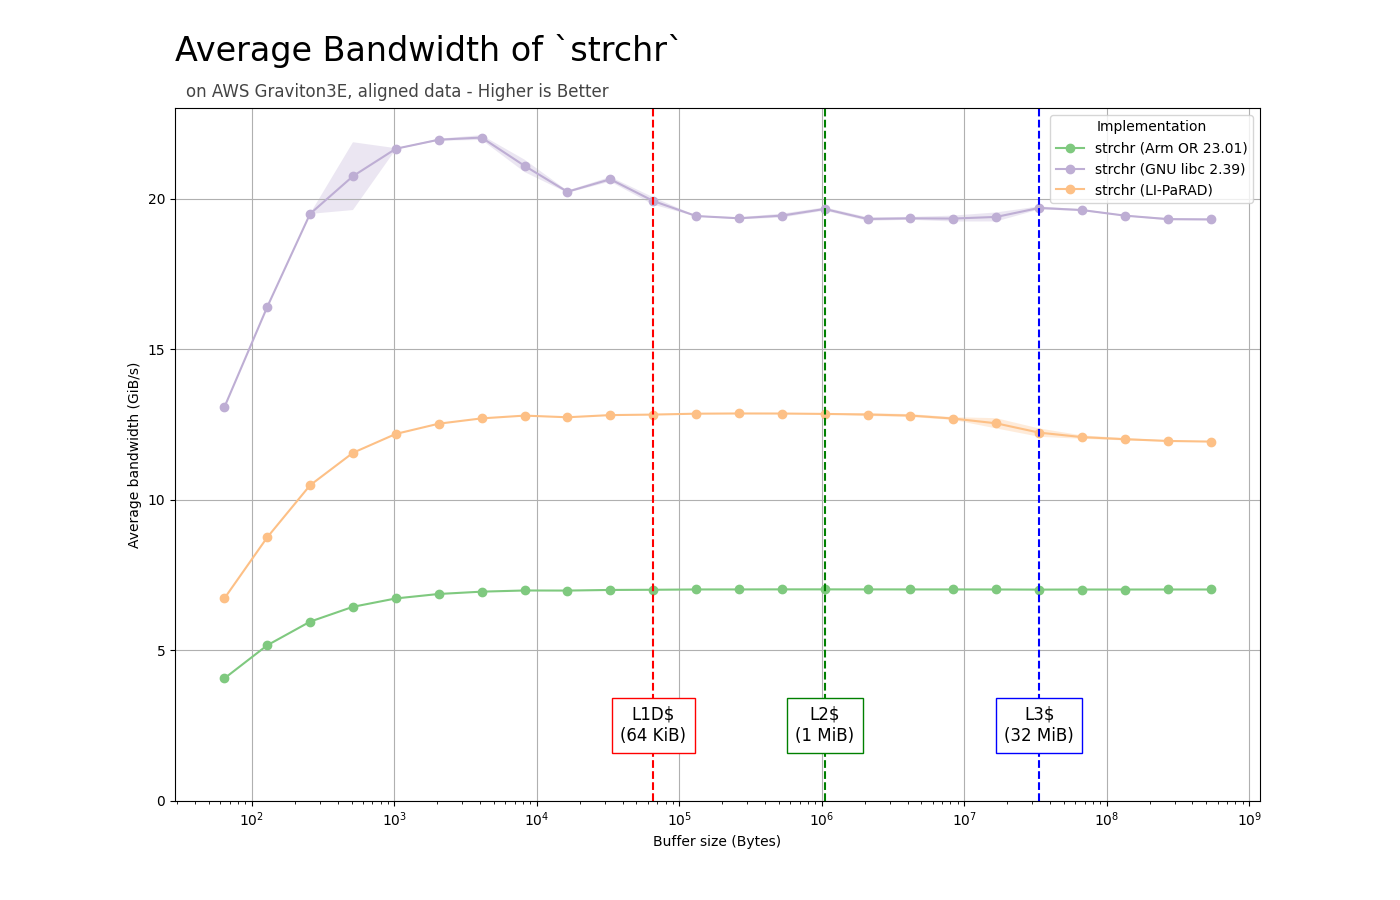 Average Bandwidth of `strchr`
on AWS Graviton3E, aligned data - Higher is Better
Implementation
strchr (Arm OR 23.01)
strchr (GNU libc 2.39)
strchr (LI-PaRAD)
Average bandwidth (GiB/s)
20
15
10
5
0
L1D$
(64 KiB)
L2$
(1 MiB)
L3$
(32 MiB)
10² 10³ 10⁴ 10⁵ 10⁶ 10⁷ 10⁸ 10⁹
Buffer size (Bytes)